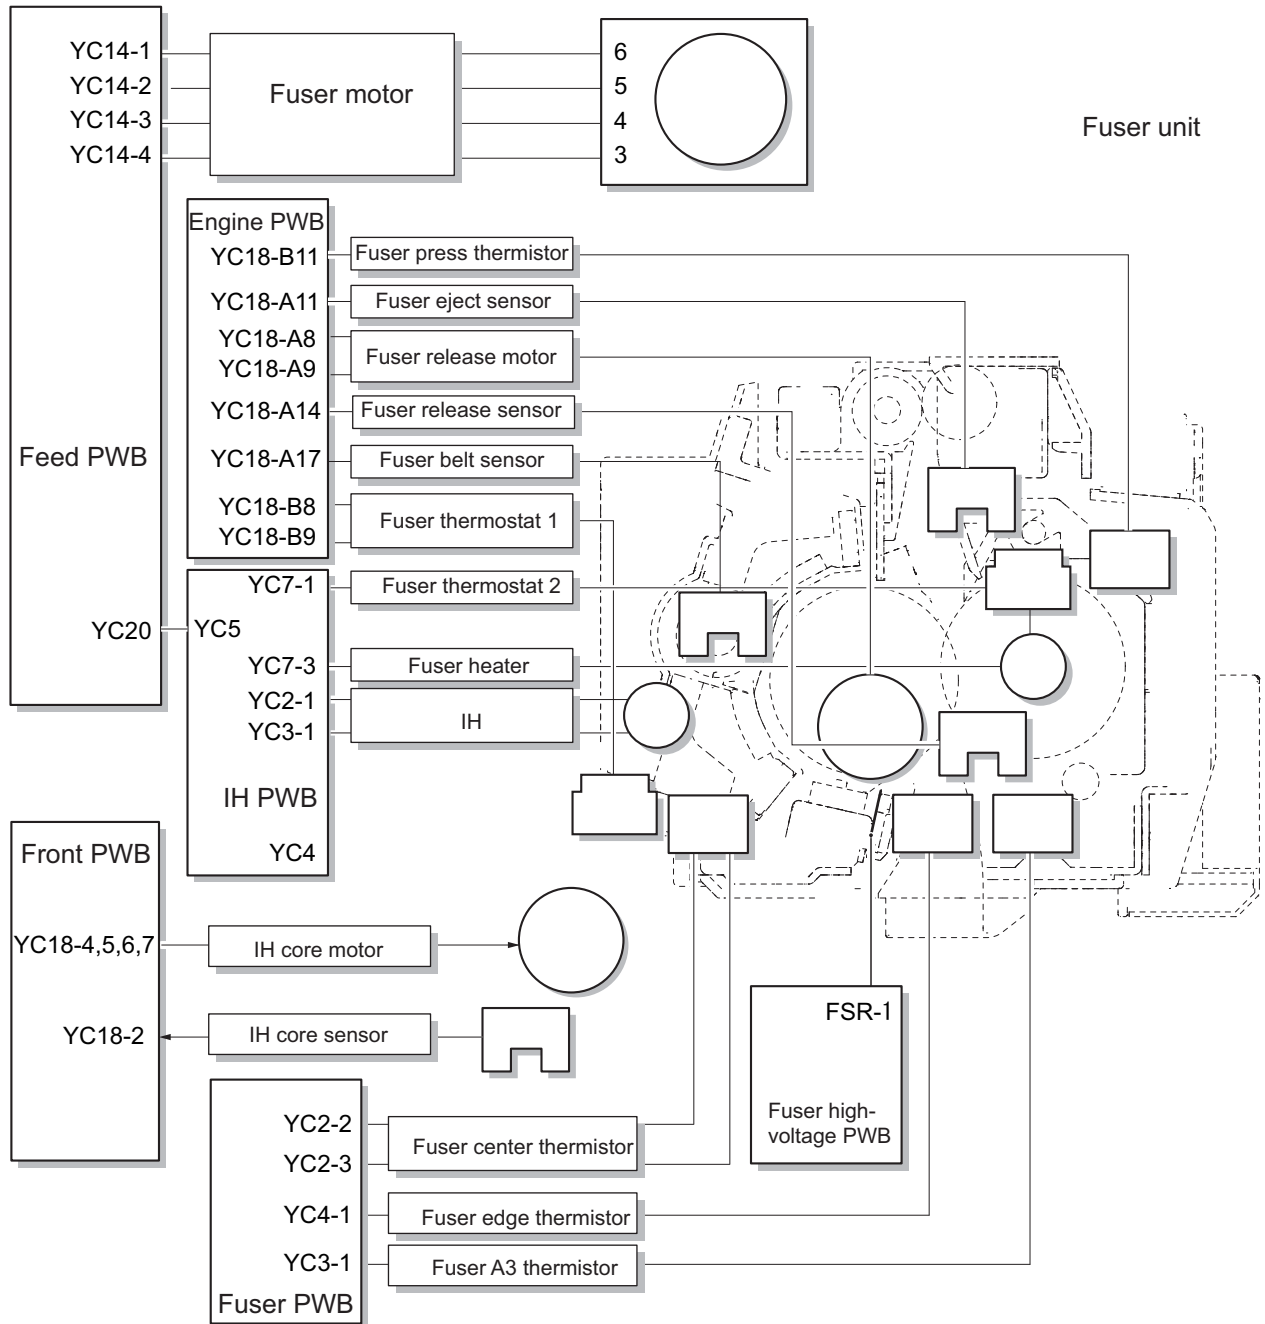 YC14-1
YC14-2
YC14-3
YC14-4
Fuser motor
6
5
4
3
Fuser unit
Feed PWB
YC20
Engine PWB
YC18-B11
Fuser press thermistor
YC18-A11
Fuser eject sensor
YC18-A8
YC18-A9
Fuser release motor
YC18-A14
Fuser release sensor
YC18-A17
Fuser belt sensor
YC18-B8
YC18-B9
Fuser thermostat 1
YC7-1
Fuser thermostat 2
YC5
YC7-3
Fuser heater
YC2-1
YC3-1
IH
IH PWB
YC4
Front PWB
YC18-4,5,6,7
IH core motor
YC18-2
IH core sensor
FSR-1
Fuser high-
voltage PWB
YC2-2
YC2-3
Fuser center thermistor
YC4-1
Fuser edge thermistor
YC3-1
Fuser A3 thermistor
Fuser PWB